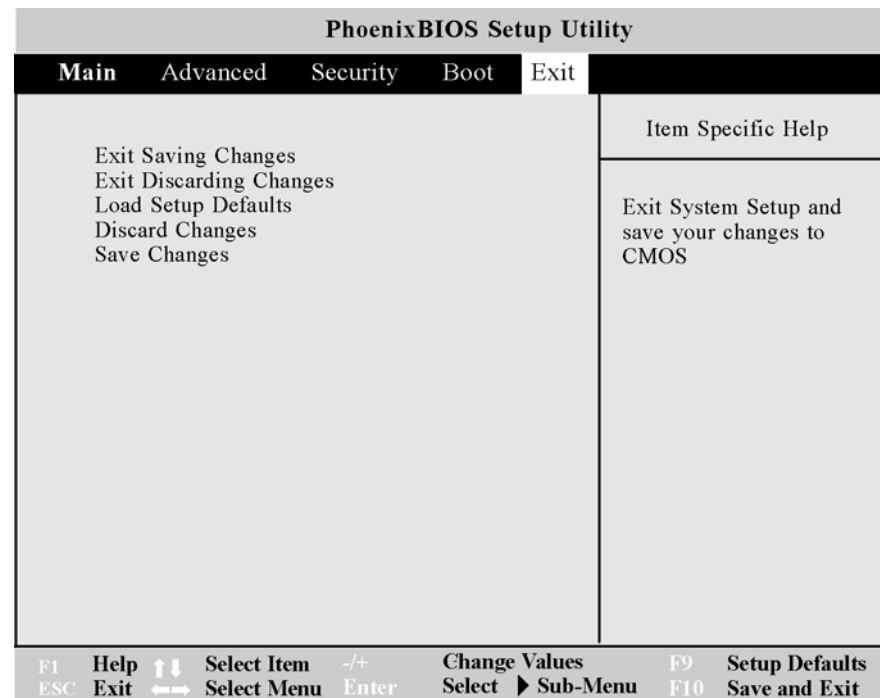 PhoenixBIOS Setup Utility
Main Advanced Security Boot Exit
Item Specific Help
Exit Saving Changes
Exit Discarding Changes
Load Setup Defaults
Discard Changes
Save Changes
Exit System Setup and
save your changes to
CMOS
F1 Help ↑↓ Select Item -/+ Change Values F9 Setup Defaults
ESC Exit ←→ Select Menu Enter Select ▶ Sub-Menu F10 Save and Exit